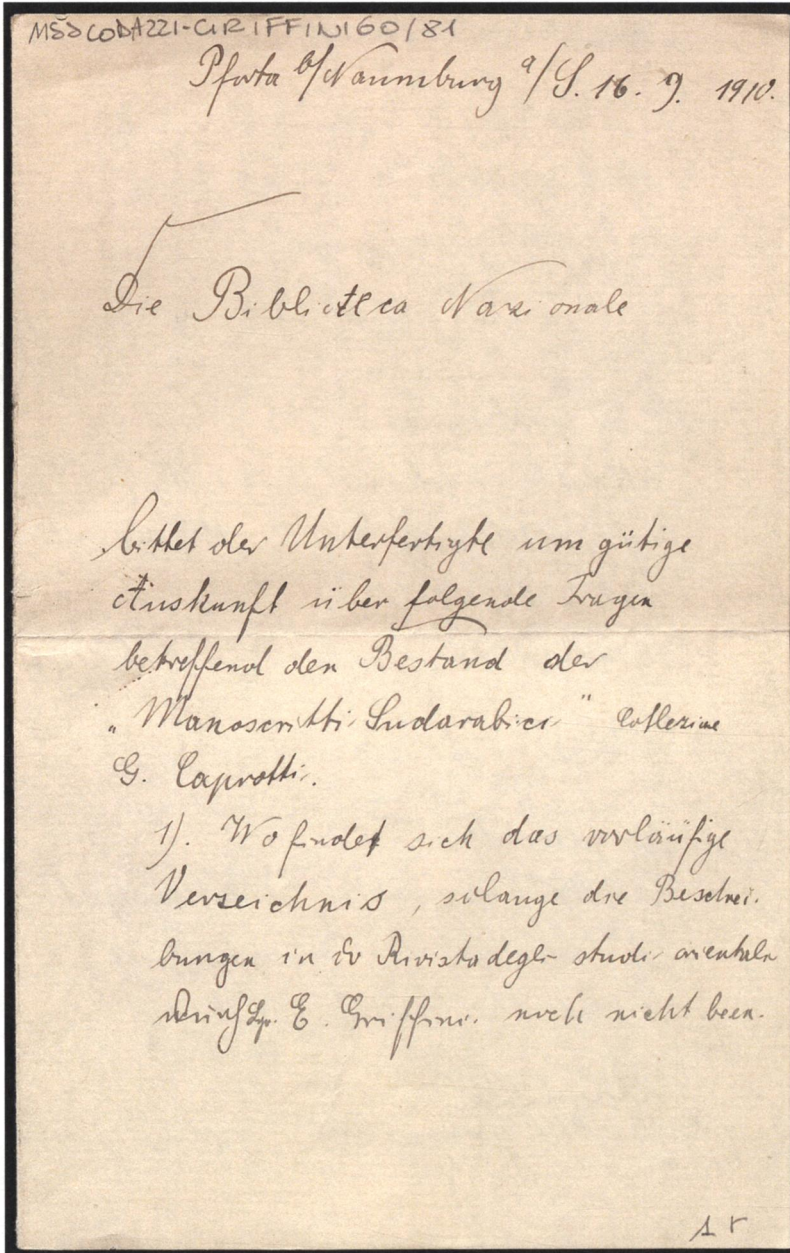 MSS CODAZZI-GRIFFINI 60/81
Pforta b/Naumburg a/S. 16. 9. 1910.
Die Biblioteca Nazionale
bittet der Unterfertigte um gütige
Auskunft über folgende Fragen
betreffend den Bestand der
„Manoscritti Sudarabici" Collezione
G. Caprotti.
1). Wo findet sich das vorläufige
Verzeichnis, solange die Beschrei-
bungen in der Rivista degli studi orientali
durch E. Griffini noch nicht been-
1 r